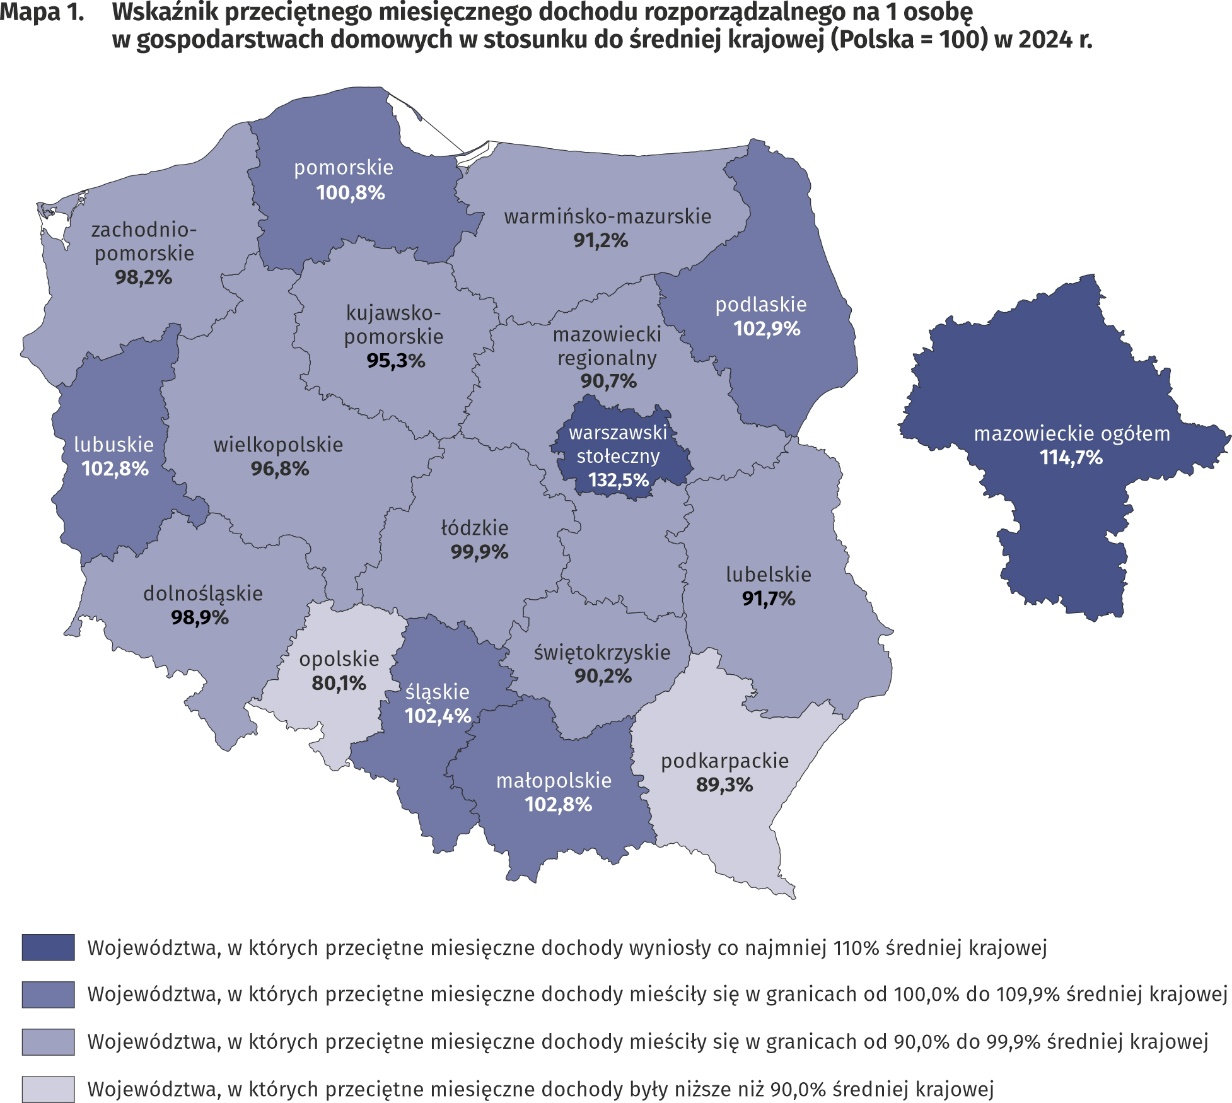 Mapa 1. Wskaźnik przeciętnego miesięcznego dochodu rozporządzalnego na 1 osobę
w gospodarstwach domowych w stosunku do średniej krajowej (Polska = 100) w 2024 r.
pomorskie
100,8%
warmińsko-mazurskie
91,2%
zachodnio-
pomorskie
98,2%
podlaskie
102,9%
kujawsko-
pomorskie
95,3%
mazowiecki
regionalny
90,7%
lubuskie
102,8%
wielkopolskie
96,8%
warszawski
stołeczny
132,5%
mazowieckie ogółem
114,7%
łódzkie
99,9%
lubelskie
91,7%
dolnośląskie
98,9%
opolskie
80,1%
świętokrzyskie
90,2%
śląskie
102,4%
małopolskie
102,8%
podkarpackie
89,3%
Województwa, w których przeciętne miesięczne dochody wyniosły co najmniej 110% średniej krajowej
Województwa, w których przeciętne miesięczne dochody mieściły się w granicach od 100,0% do 109,9% średniej krajowej
Województwa, w których przeciętne miesięczne dochody mieściły się w granicach od 90,0% do 99,9% średniej krajowej
Województwa, w których przeciętne miesięczne dochody były niższe niż 90,0% średniej krajowej